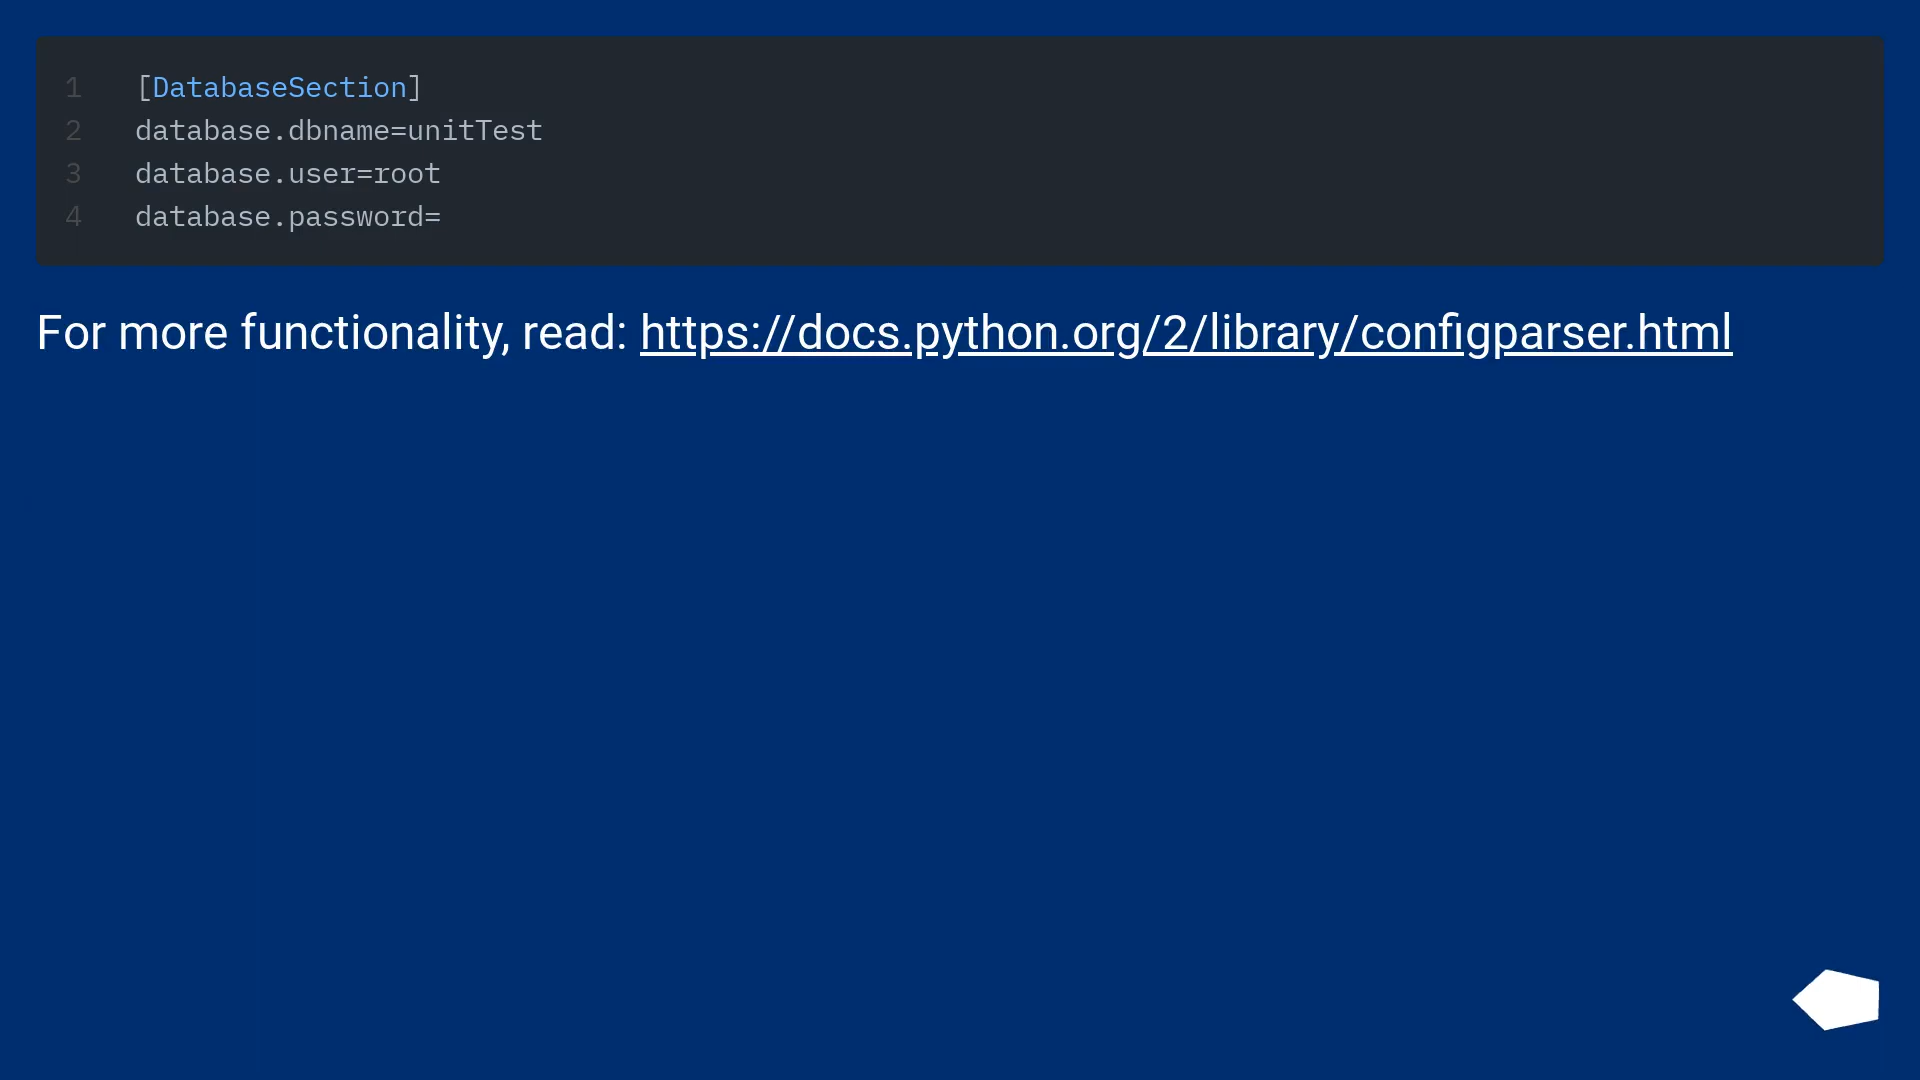 1 [DatabaseSection]
2 database.dbname=unitTest
3 database.user=root
4 database.password=
For more functionality, read: https://docs.python.org/2/library/configparser.html